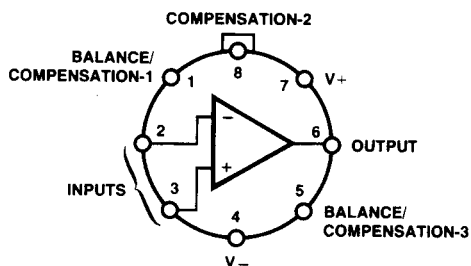 COMPENSATION-2
BALANCE/
COMPENSATION-1
8
1
7
V+
2
−
6
OUTPUT
INPUTS
+
3
5
BALANCE/
COMPENSATION-3
4
V−